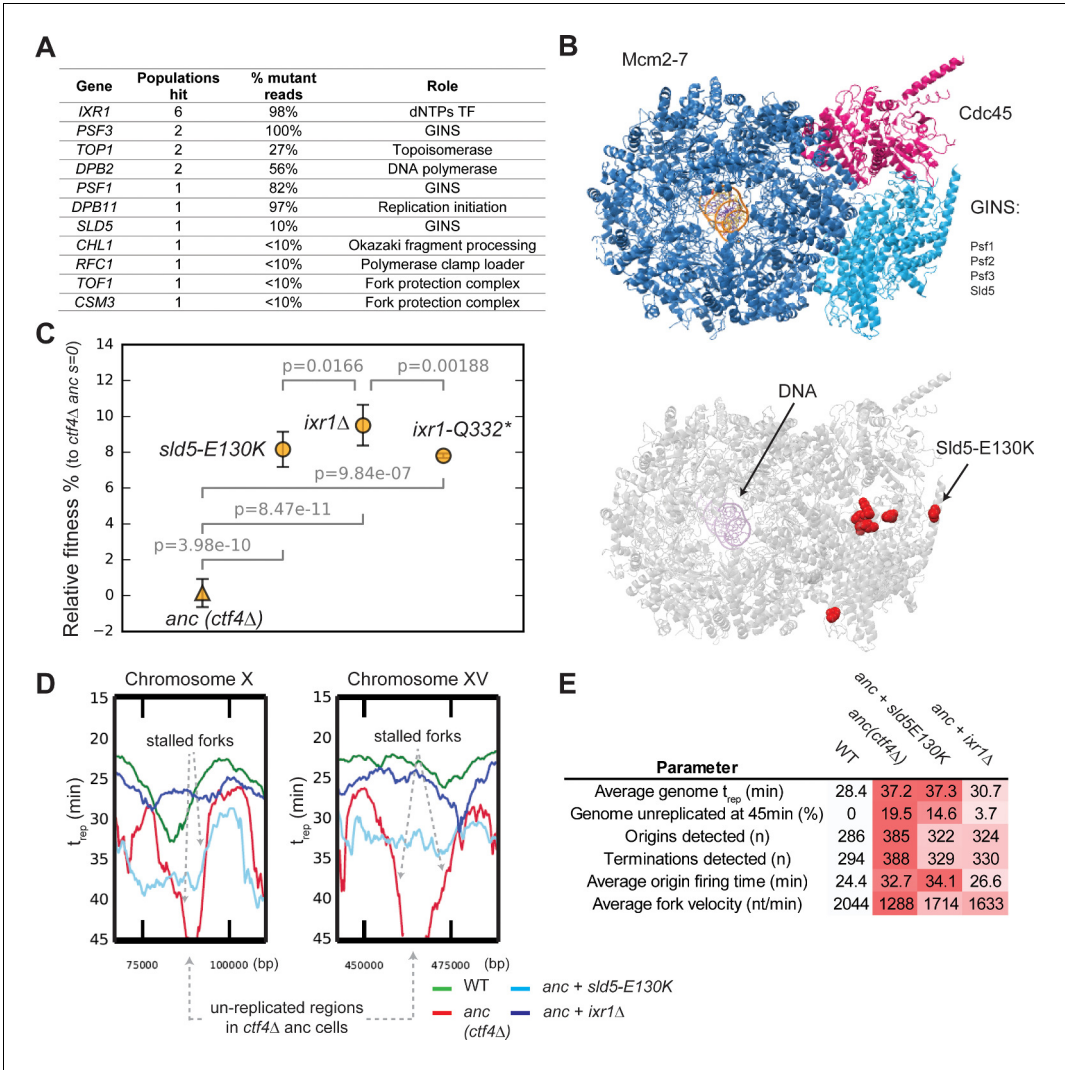 A
Gene Populations hit % mutant reads Role
IXR1 6 98% dNTPs TF
PSF3 2 100% GINS
TOP1 2 27% Topoisomerase
DPB2 2 56% DNA polymerase
PSF1 1 82% GINS
DPB11 1 97% Replication initiation
SLD5 1 10% GINS
CHL1 1 <10% Okazaki fragment processing
RFC1 1 <10% Polymerase clamp loader
TOF1 1 <10% Fork protection complex
CSM3 1 <10% Fork protection complex
B
Mcm2-7
Cdc45
GINS:
Psf1
Psf2
Psf3
Sld5
DNA
Sld5-E130K
C
Relative fitness % (to ctf4Δ anc s=0)
14
12
10
8
6
4
2
0
−2
p=0.0166
p=0.00188
ixr1Δ
ixr1-Q332*
sld5-E130K
p=9.84e-07
p=8.47e-11
p=3.98e-10
anc (ctf4Δ)
D
Chromosome X
Chromosome XV
15
20
25
30
35
40
45
trep (min)
stalled forks
75000 100000 (bp)
15
20
25
30
35
40
45
trep (min)
stalled forks
450000 475000 (bp)
un-replicated regions
in ctf4Δ anc cells
WT
anc + sld5-E130K
anc (ctf4Δ)
anc + ixr1Δ
E
Parameter WT anc(ctf4Δ) anc + sld5E130K anc + ixr1Δ
Average genome trep (min) 28.4 37.2 37.3 30.7
Genome unreplicated at 45min (%) 0 19.5 14.6 3.7
Origins detected (n) 286 385 322 324
Terminations detected (n) 294 388 329 330
Average origin firing time (min) 24.4 32.7 34.1 26.6
Average fork velocity (nt/min) 2044 1288 1714 1633